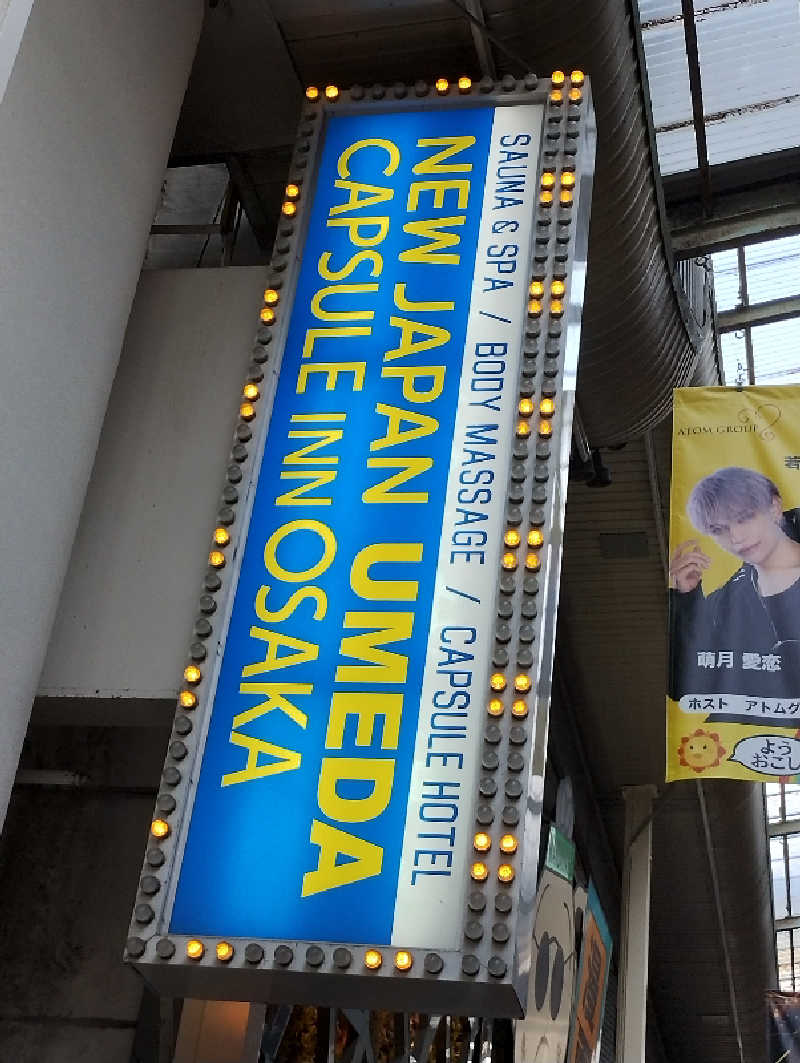 SAUNA & SPA / BODY MASSAGE / CAPSULE HOTEL
NEW JAPAN UMEDA
CAPSULE INN OSAKA
ATOM GROUP
萌月 愛恋
ホスト アトムグ
よう
おこし